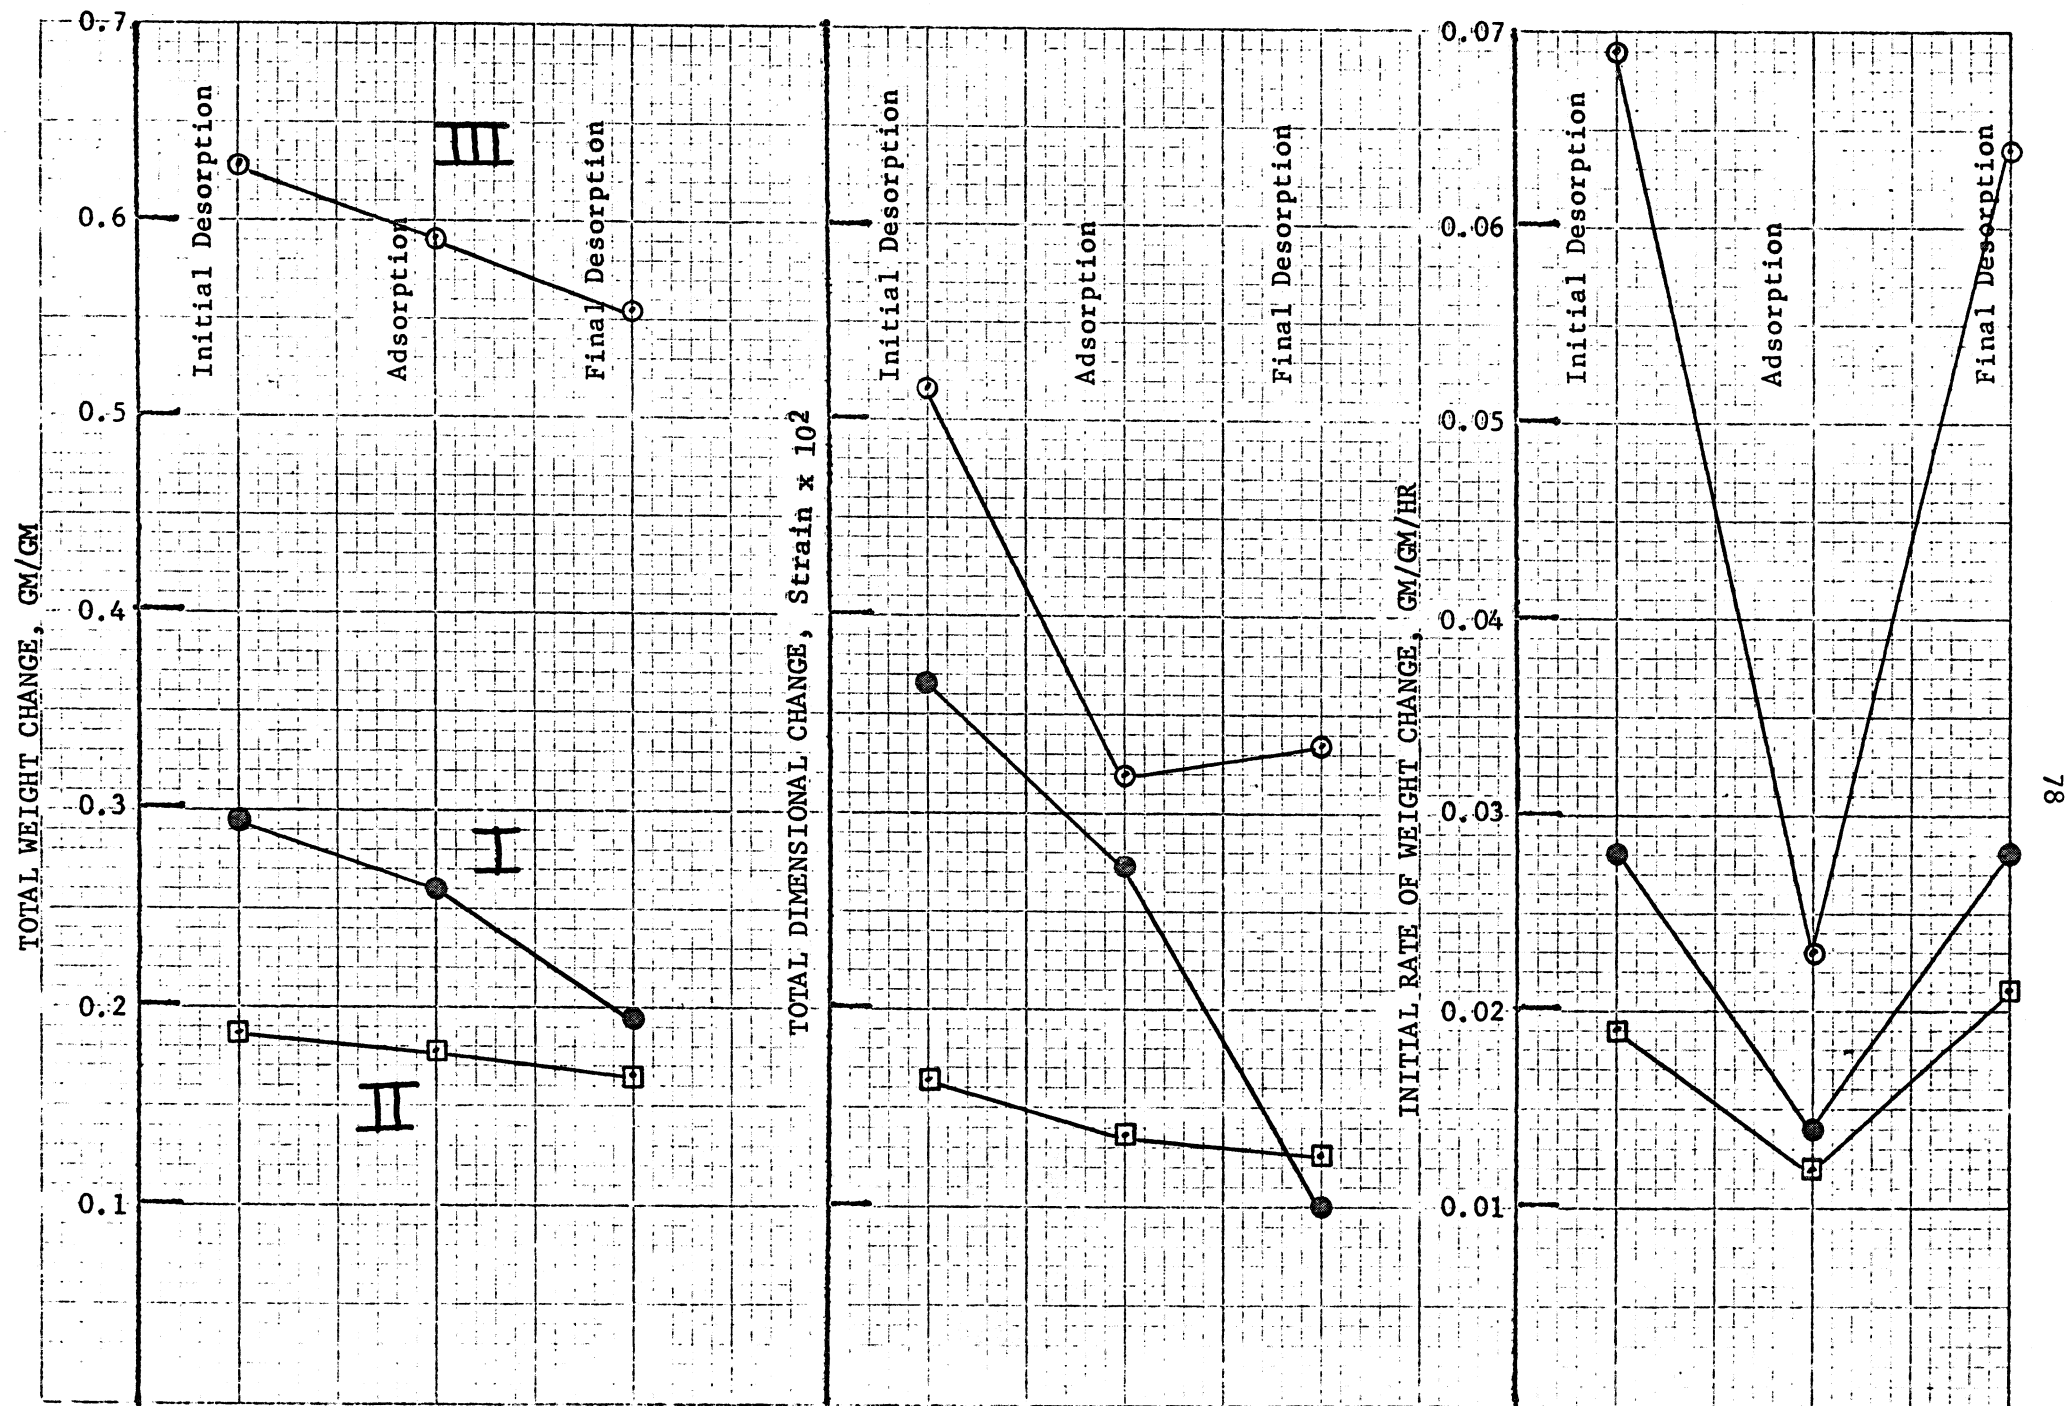 TOTAL WEIGHT CHANGE, GM/GM
0.7
0.6
0.5
0.4
0.3
0.2
0.1
Initial Desorption
Adsorption
Final Desorption
III
I
II
TOTAL DIMENSIONAL CHANGE, Strain x 10²
Initial Desorption
Adsorption
Final Desorption
INITIAL RATE OF WEIGHT CHANGE, GM/GM/HR
0.07
0.06
0.05
0.04
0.03
0.02
0.01
Initial Desorption
Adsorption
Final Desorption
78